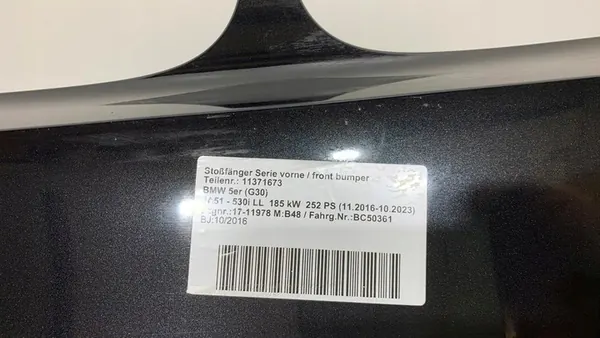 Stoßfänger Serie vorne / front bumper
Teilenr.: 11371673
BMW 5er (G30)
51 - 530i LL 185 kW 252 PS (11.2016-10.2023)
17-11978 M:B48 / Fahrg.Nr.:BC50361
BJ:10/2016